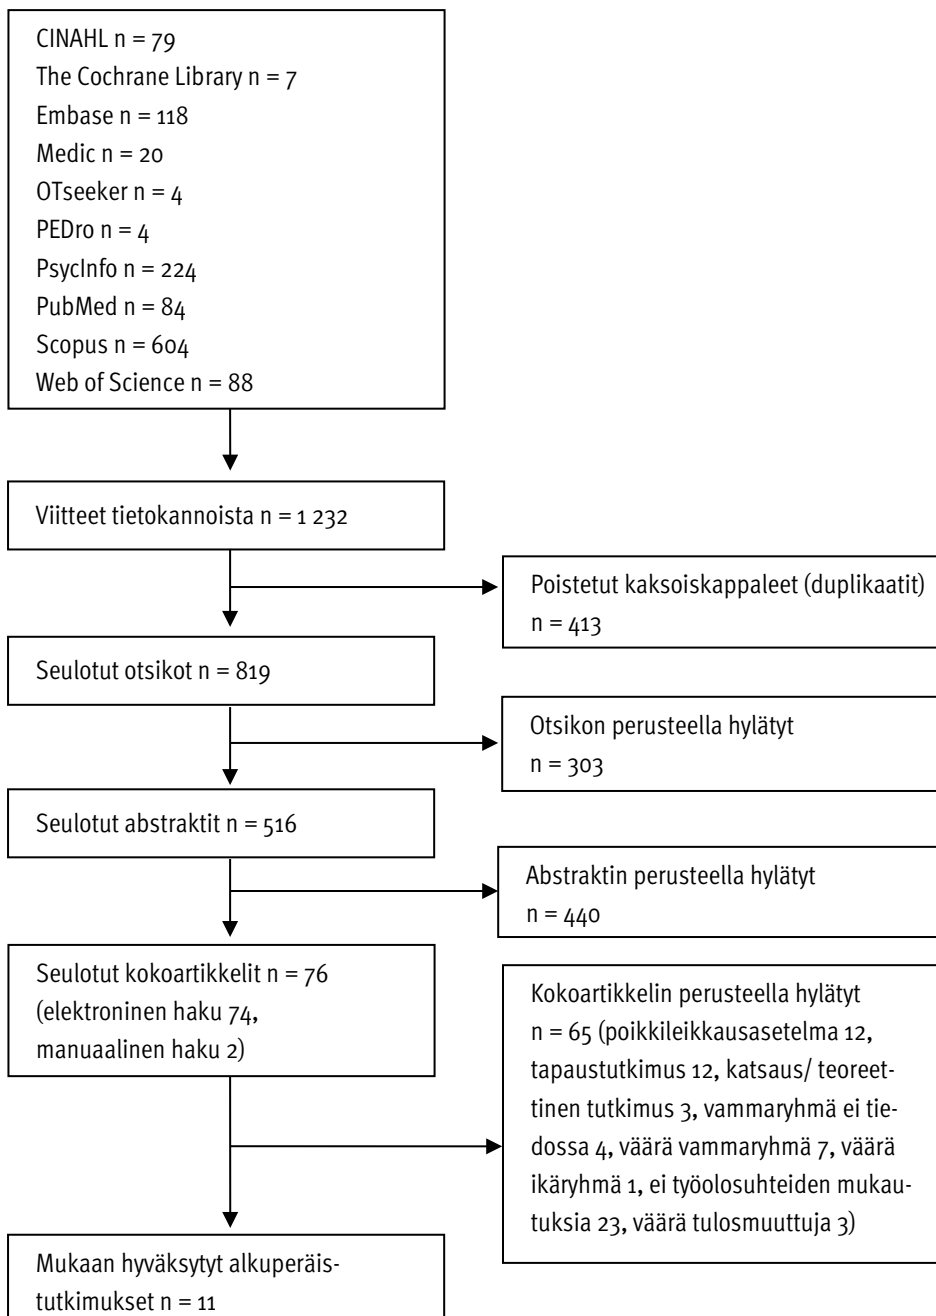 CINAHL n = 79
The Cochrane Library n = 7
Embase n = 118
Medic n = 20
OTseeker n = 4
PEDro n = 4
PsycInfo n = 224
PubMed n = 84
Scopus n = 604
Web of Science n = 88
Viitteet tietokannoista n = 1 232
Poistetut kaksoiskappaleet (duplikaatit)
n = 413
Seulotut otsikot n = 819
Otsikon perusteella hylätyt
n = 303
Seulotut abstraktit n = 516
Abstraktin perusteella hylätyt
n = 440
Seulotut kokoartikkelit n = 76
(elektroninen haku 74,
manuaalinen haku 2)
Kokoartikkelin perusteella hylätyt
n = 65 (poikkileikkausasetelma 12,
tapaustutkimus 12, katsaus/ teoreet-
tinen tutkimus 3, vammaryhmä ei tie-
dossa 4, väärä vammaryhmä 7, väärä
ikäryhmä 1, ei työolosuhteiden mukau-
tuksia 23, väärä tulosmuuttuja 3)
Mukaan hyväksytyt alkuperäis-
tutkimukset n = 11